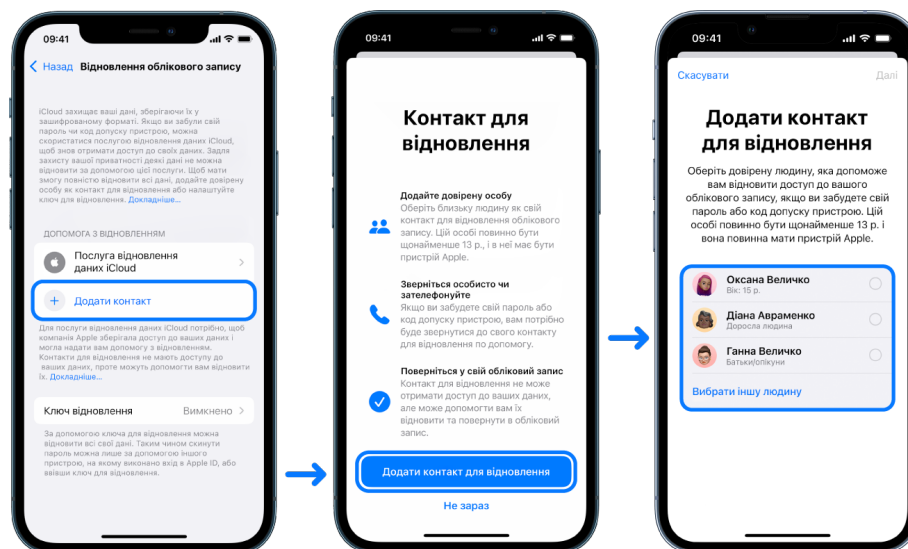 09:41
Назад Відновлення облікового запису
iCloud захищає ваші дані, зберігаючи їх у
зашифрованому форматі. Якщо ви забули свій
пароль чи код допуску пристрою, можна
скористатися послугою відновлення даних iCloud,
щоб знов отримати доступ до своїх даних. Задля
захисту вашої приватності деякі дані не можна
відновити за допомогою цієї послуги. Щоб мати
змогу повністю відновити всі дані, додайте довірену
особу як контакт для відновлення або налаштуйте
ключ для відновлення. Докладніше...
ДОПОМОГА З ВІДНОВЛЕННЯМ
Послуга відновлення
даних iCloud
Додати контакт
Для послуги відновлення даних iCloud потрібно, щоб
компанія Apple зберігала доступ до ваших даних і
могла надати вам допомогу з відновленням.
Контакти для відновлення не мають доступу до
ваших даних, проте можуть допомогти вам відновити
їх. Докладніше...
Ключ відновлення Вимкнено
За допомогою ключа для відновлення можна
відновити всі свої дані. Таким чином скинути
пароль можна лише за допомогою іншого
пристрою, на якому виконано вхід в Apple ID, або
ввівши ключ для відновлення.
09:41
Контакт для
відновлення
Додайте довірену особу
Оберіть близьку людину як свій
контакт для відновлення облікового
запису. Цій особі повинно бути
щонайменше 13 р., і в неї має бути
пристрій Apple.
Зверніться особисто чи
зателефонуйте
Якщо ви забудете свій пароль або
код допуску пристрою, вам потрібно
буде звернутися до свого контакту
для відновлення по допомогу.
Поверніться у свій обліковий запис
Контакт для відновлення не може
отримати доступ до ваших даних,
але може допомогти вам їх
відновити та повернути в обліковий
запис.
Додати контакт для відновлення
Не зараз
09:41
Скасувати Далі
Додати контакт
для відновлення
Оберіть довірену людину, яка допоможе
вам відновити доступ до вашого
облікового запису, якщо ви забудете свій
пароль або код допуску пристрою. Цій
особі повинно бути щонайменше 13 р. і
вона повинна мати пристрій Apple.
Оксана Величко
Вік: 15 р.
Діана Авраменко
Доросла людина
Ганна Величко
Батьки/опікуни
Вибрати іншу людину